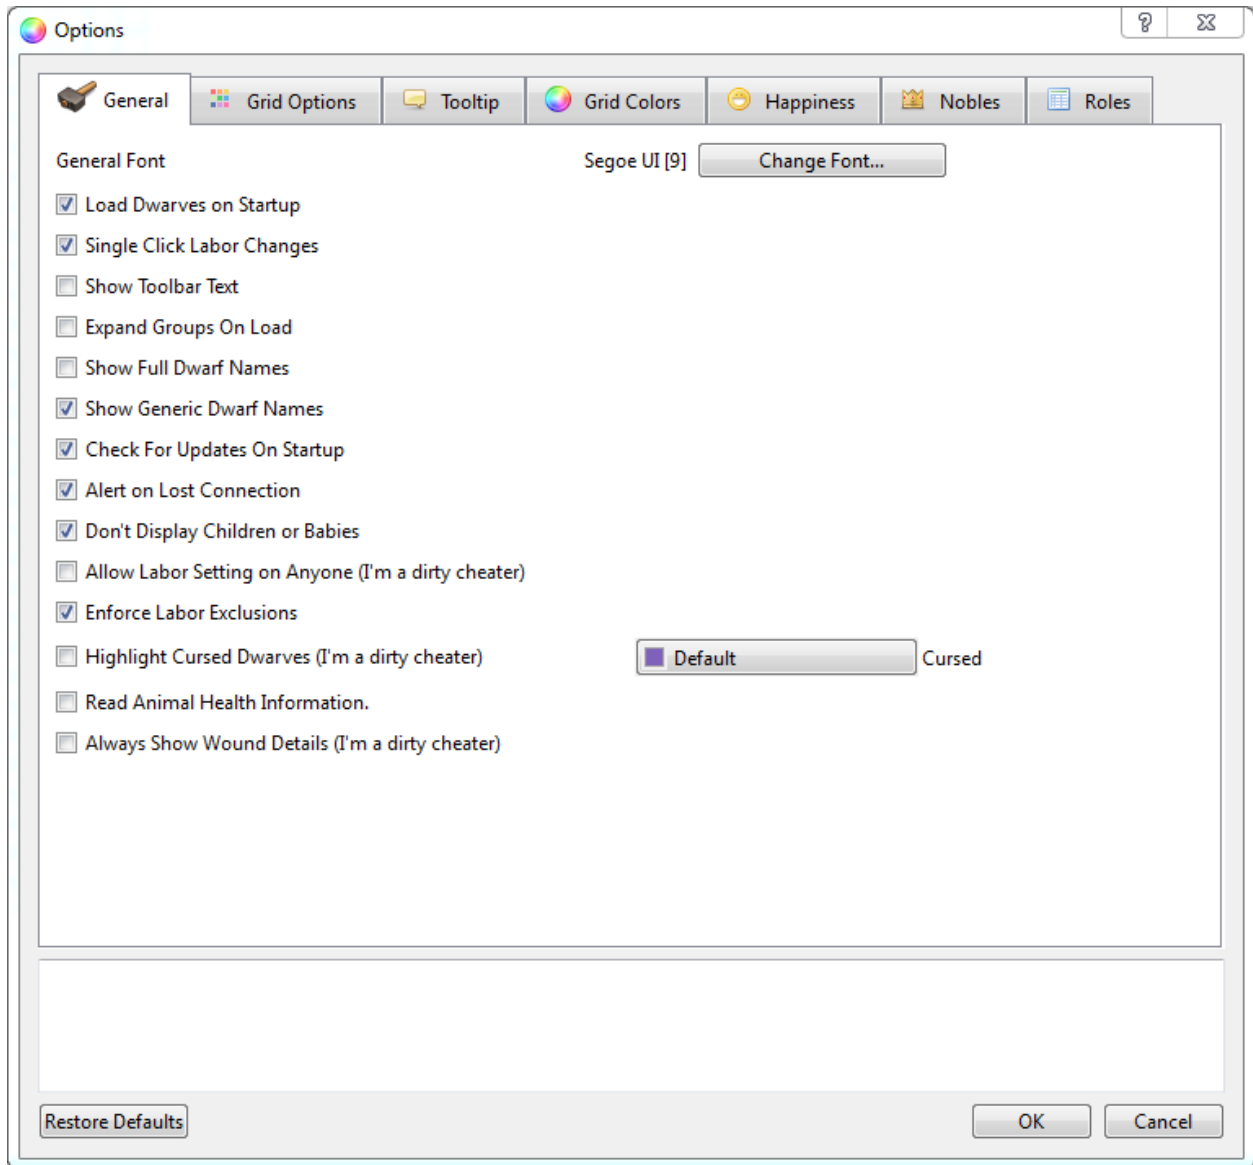 Options
General Grid Options Tooltip Grid Colors Happiness Nobles Roles
General Font Segoe UI [9] Change Font...
Load Dwarves on Startup
Single Click Labor Changes
Show Toolbar Text
Expand Groups On Load
Show Full Dwarf Names
Show Generic Dwarf Names
Check For Updates On Startup
Alert on Lost Connection
Don't Display Children or Babies
Allow Labor Setting on Anyone (I'm a dirty cheater)
Enforce Labor Exclusions
Highlight Cursed Dwarves (I'm a dirty cheater) Default Cursed
Read Animal Health Information.
Always Show Wound Details (I'm a dirty cheater)
Restore Defaults OK Cancel